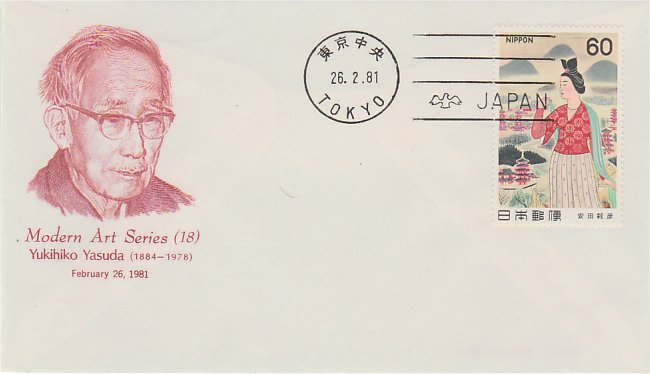 Modern Art Series (18)
Yukihiko Yasuda (1884-1978)
February 26, 1981
東京中央
26.2.81
TOKYO
JAPAN
NIPPON 60
日本郵便 安田靫彦